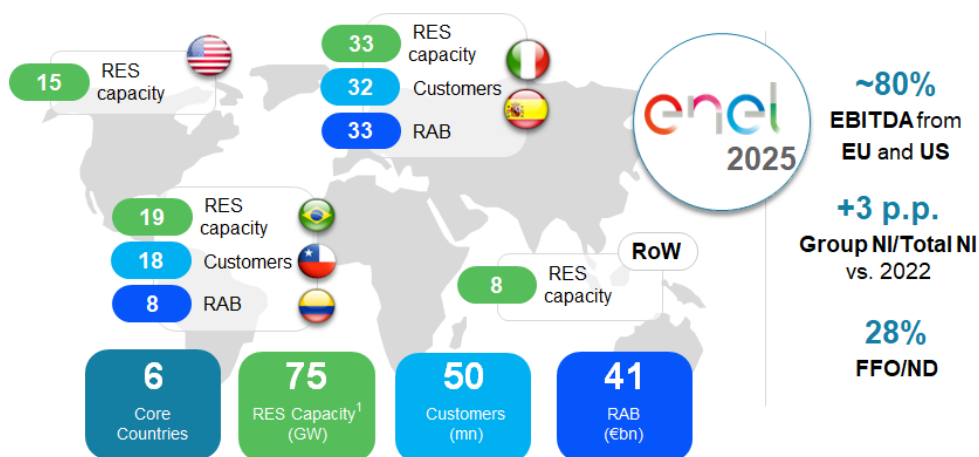 15
RES
capacity
33
RES
capacity
32
Customers
33
RAB
enel
2025
~80%
EBITDA from
EU and US
+3 p.p.
Group NI/Total NI
vs. 2022
28%
FFO/ND
19
RES
capacity
18
Customers
8
RAB
RoW
8
RES
capacity
6
Core
Countries
75
RES Capacity¹
(GW)
50
Customers
(mn)
41
RAB
(€bn)